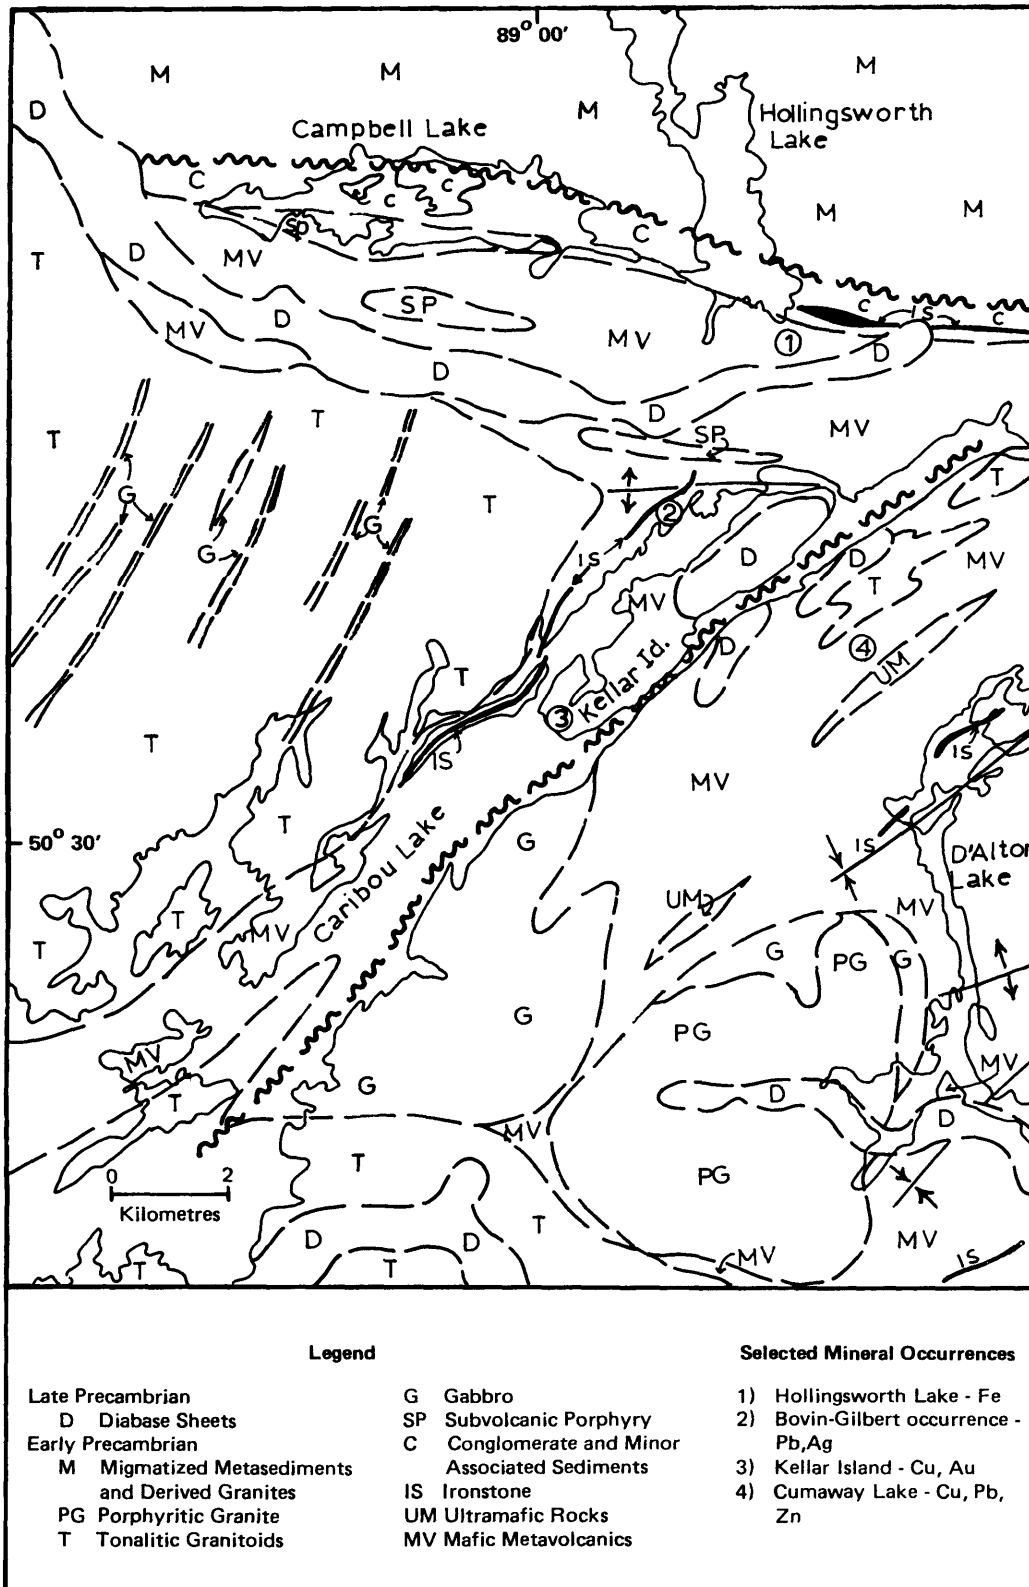 89° 00'
M M M
M
D
Hollingsworth
Lake
Campbell Lake
C C C
C
M M
SP
T D MV
SP
C IS C
D
MV
MV
1
D
D
D
MV
SP
T
T
T
T
2
G
G
G
IS
D
D
T
MV
MV
4
UM
D
Kellar Id.
T
3
T
IS
IS
MV
T
G
50° 30'
Caribou Lake
IS
D'Alton
Lake
UM
MV
T
T
MV
G
PG
G
G
PG
MV
MV
T
G
D
D
MV
T
PG
0 2
Kilometres
D
D
T
MV
T
T
MV
IS
Legend
Late Precambrian
D Diabase Sheets
Early Precambrian
M Migmatized Metasediments
and Derived Granites
PG Porphyritic Granite
T Tonalitic Granitoids
G Gabbro
SP Subvolcanic Porphyry
C Conglomerate and Minor
Associated Sediments
IS Ironstone
UM Ultramafic Rocks
MV Mafic Metavolcanics
Selected Mineral Occurrences
1) Hollingsworth Lake - Fe
2) Bovin-Gilbert occurrence -
Pb,Ag
3) Kellar Island - Cu, Au
4) Cumaway Lake - Cu, Pb,
Zn